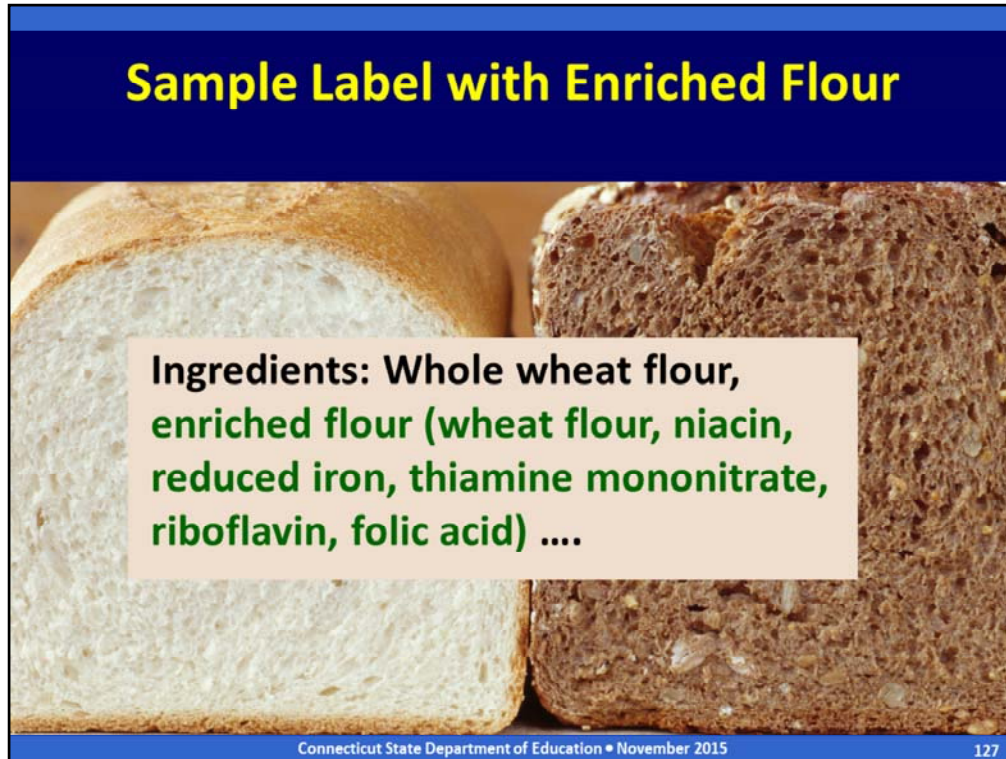 Sample Label with Enriched Flour
Ingredients: Whole wheat flour,
enriched flour (wheat flour, niacin,
reduced iron, thiamine mononitrate,
riboflavin, folic acid) ....
Connecticut State Department of Education • November 2015
127